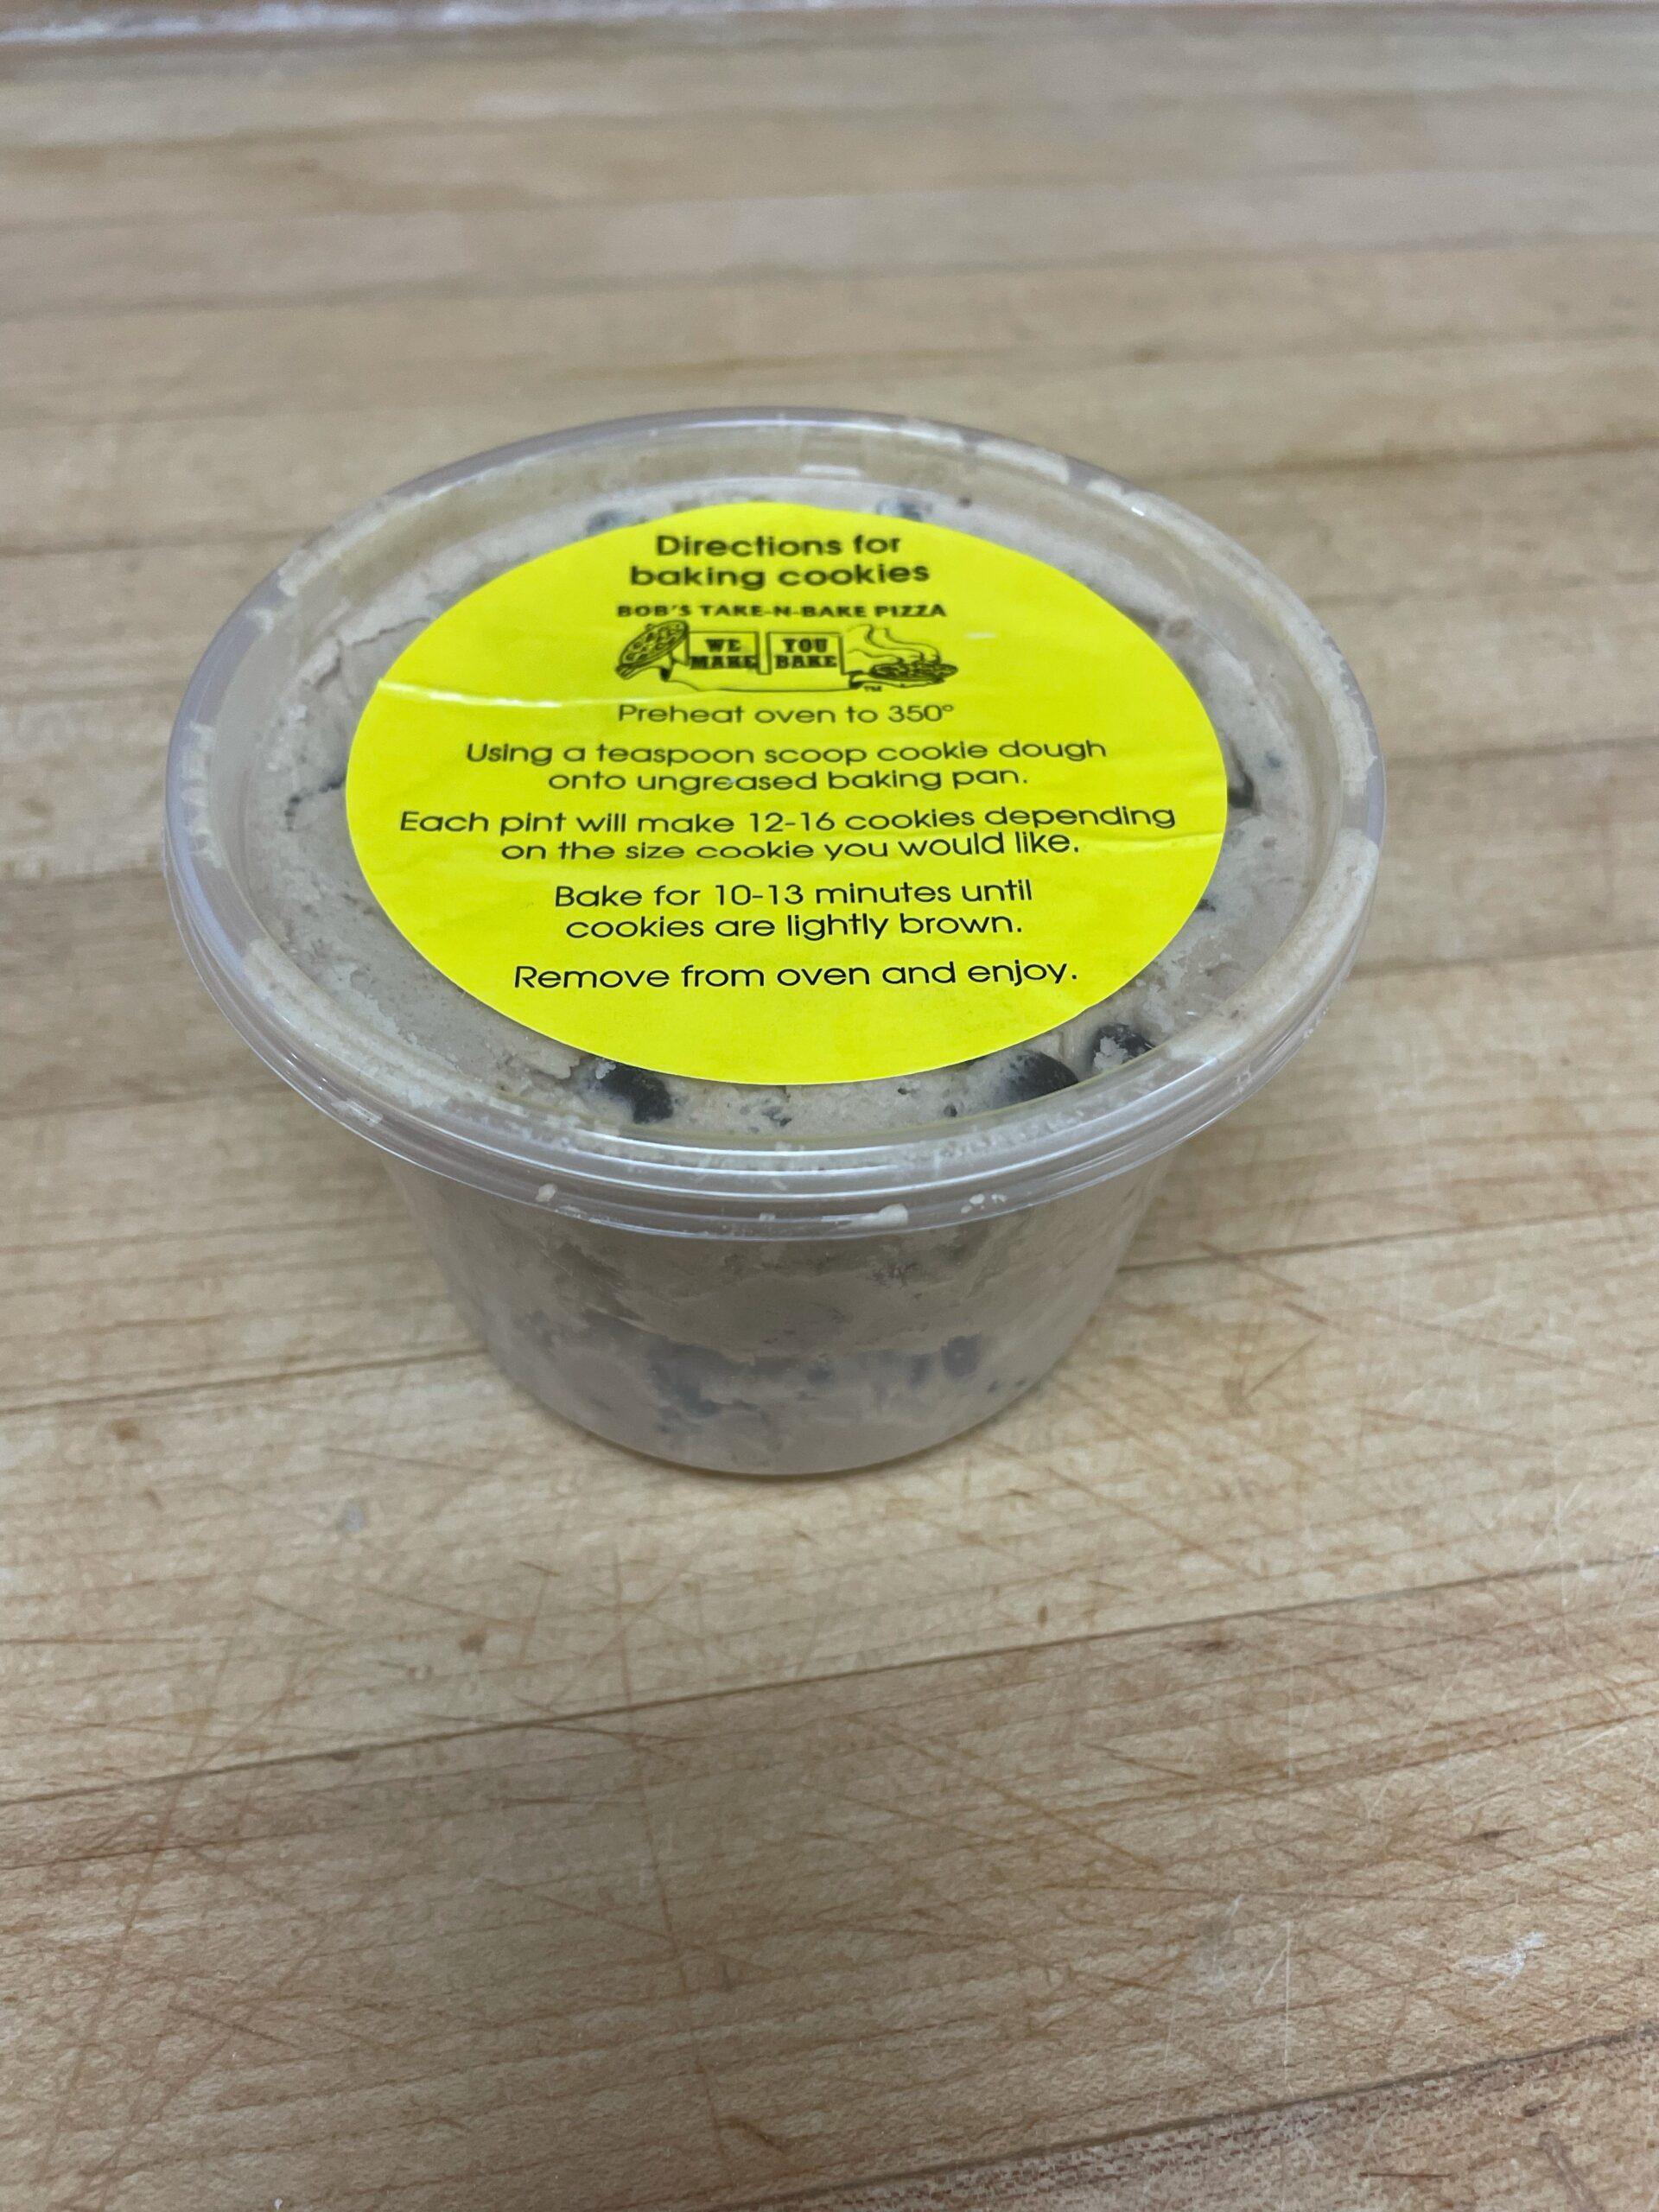 Directions for
baking cookies
BOB'S TAKE-N-BAKE PIZZA
WE YOU
MAKE BAKE
TM
Preheat oven to 350°
Using a teaspoon scoop cookie dough
onto ungreased baking pan.
Each pint will make 12-16 cookies depending
on the size cookie you would like.
Bake for 10-13 minutes until
cookies are lightly brown.
Remove from oven and enjoy.